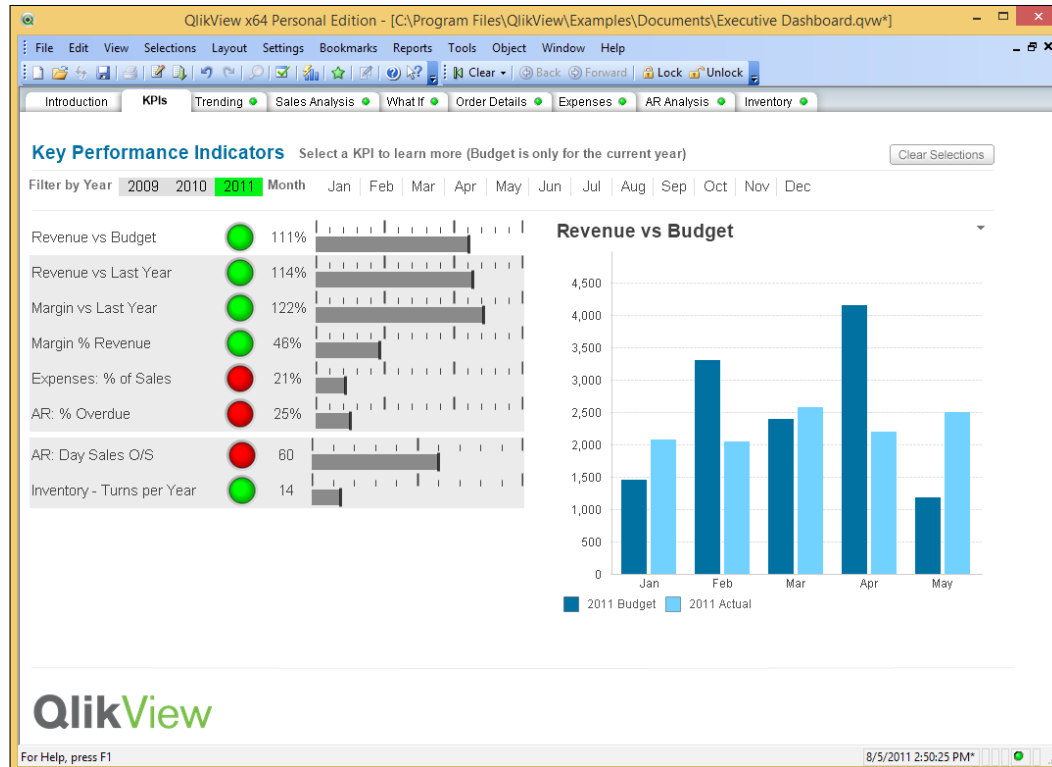 QlikView x64 Personal Edition - [C:\Program Files\QlikView\Examples\Documents\Executive Dashboard.qvw*]
File Edit View Selections Layout Settings Bookmarks Reports Tools Object Window Help
Clear Back Forward Lock Unlock
Introduction KPIs Trending Sales Analysis What If Order Details Expenses AR Analysis Inventory
Key Performance Indicators Select a KPI to learn more (Budget is only for the current year) Clear Selections
Filter by Year 2009 2010 2011 Month Jan Feb Mar Apr May Jun Jul Aug Sep Oct Nov Dec
Revenue vs Budget 111%
Revenue vs Last Year 114%
Margin vs Last Year 122%
Margin % Revenue 46%
Expenses: % of Sales 21%
AR: % Overdue 25%
AR: Day Sales O/S 60
Inventory - Turns per Year 14
Revenue vs Budget
4,500
4,000
3,500
3,000
2,500
2,000
1,500
1,000
500
0
Jan Feb Mar Apr May
2011 Budget 2011 Actual
QlikView
For Help, press F1 8/5/2011 2:50:25 PM*